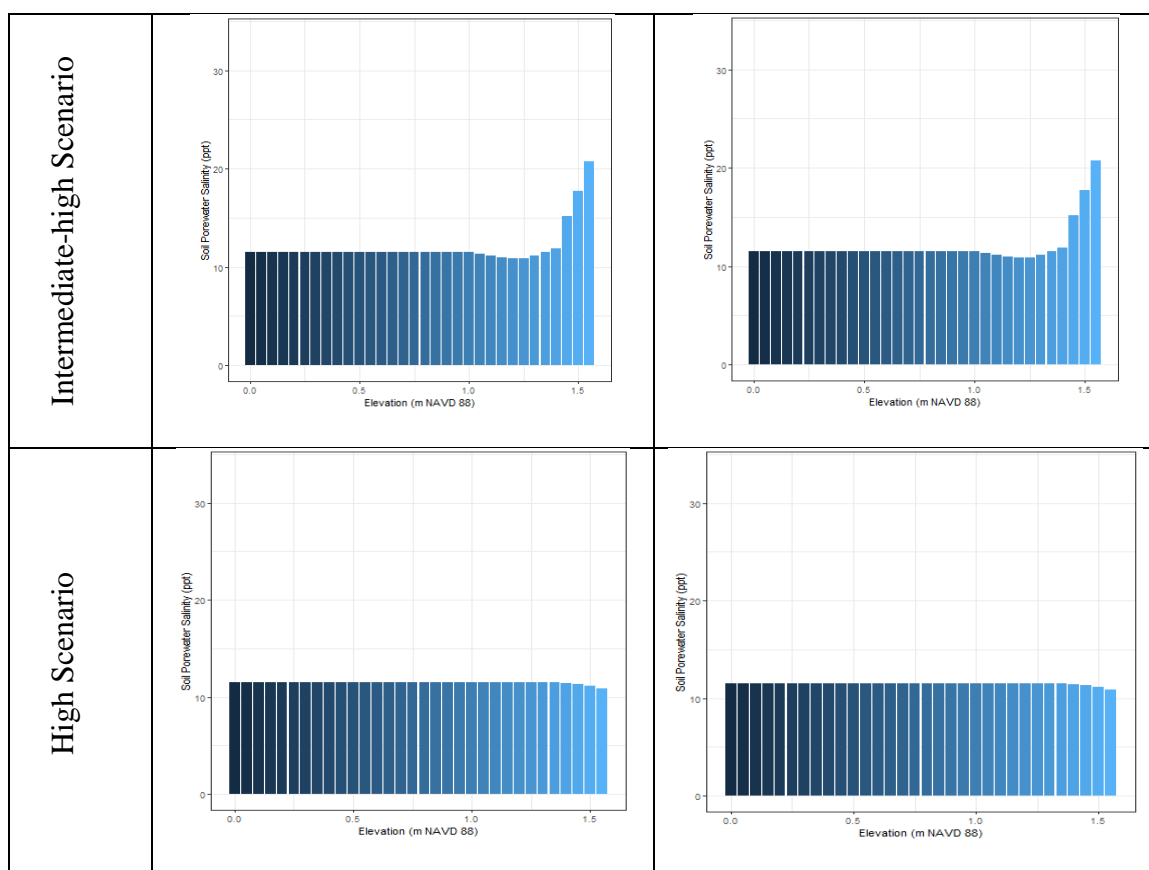 Intermediate-high Scenario
Soil Porewater Salinity (ppt)
30
20
10
0
0.0 0.5 1.0 1.5
Elevation (m NAVD 88)
Soil Porewater Salinity (ppt)
30
20
10
0
0.0 0.5 1.0 1.5
Elevation (m NAVD 88)
High Scenario
Soil Porewater Salinity (ppt)
30
20
10
0
0.0 0.5 1.0 1.5
Elevation (m NAVD 88)
Soil Porewater Salinity (ppt)
30
20
10
0
0.0 0.5 1.0 1.5
Elevation (m NAVD 88)